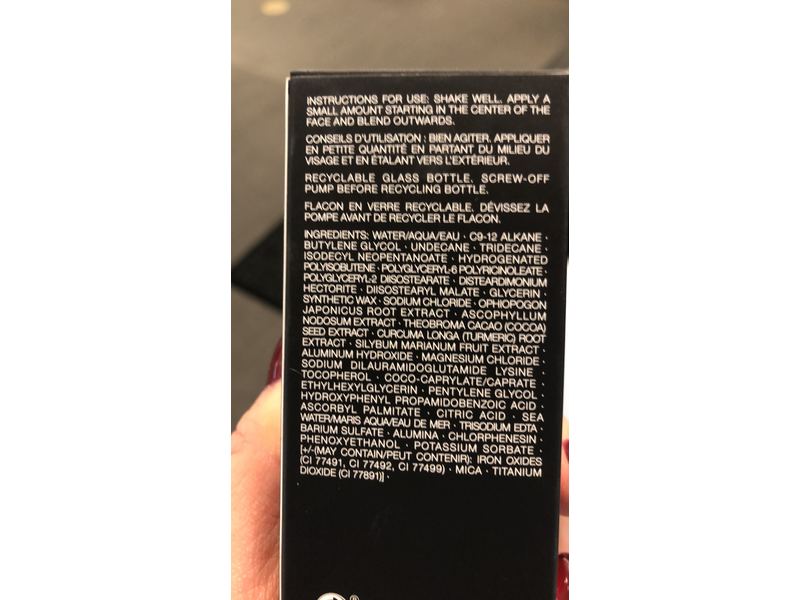 INSTRUCTIONS FOR USE: SHAKE WELL. APPLY A
SMALL AMOUNT STARTING IN THE CENTER OF THE
FACE AND BLEND OUTWARDS.
CONSEILS D'UTILISATION : BIEN AGITER. APPLIQUER
EN PETITE QUANTITÉ EN PARTANT DU MILIEU DU
VISAGE ET EN ÉTALANT VERS L'EXTÉRIEUR.
RECYCLABLE GLASS BOTTLE. SCREW-OFF
PUMP BEFORE RECYCLING BOTTLE.
FLACON EN VERRE RECYCLABLE. DÉVISSEZ LA
POMPE AVANT DE RECYCLER LE FLACON.
INGREDIENTS: WATER/AQUA/EAU · C9-12 ALKANE ·
BUTYLENE GLYCOL · UNDECANE · TRIDECANE ·
ISODECYL NEOPENTANOATE · HYDROGENATED
POLYISOBUTENE · POLYGLYCERYL-6 POLYRICINOLEATE ·
POLYGLYCERYL-2 DIISOSTEARATE · DISTEARDIMONIUM
HECTORITE · DIISOSTEARYL MALATE · GLYCERIN ·
SYNTHETIC WAX · SODIUM CHLORIDE · OPHIOPOGON
JAPONICUS ROOT EXTRACT · ASCOPHYLLUM
NODOSUM EXTRACT · THEOBROMA CACAO (COCOA)
SEED EXTRACT · CURCUMA LONGA (TURMERIC) ROOT
EXTRACT · SILYBUM MARIANUM FRUIT EXTRACT ·
ALUMINUM HYDROXIDE · MAGNESIUM CHLORIDE ·
SODIUM DILAURAMIDOGLUTAMIDE LYSINE ·
TOCOPHEROL · COCO-CAPRYLATE/CAPRATE ·
ETHYLHEXYLGLYCERIN · PENTYLENE GLYCOL ·
HYDROXYPHENYL PROPAMIDOBENZOIC ACID ·
ASCORBYL PALMITATE · CITRIC ACID · SEA
WATER/MARIS AQUA/EAU DE MER · TRISODIUM EDTA ·
BARIUM SULFATE · ALUMINA · CHLORPHENESIN ·
PHENOXYETHANOL · POTASSIUM SORBATE ·
[+/-(MAY CONTAIN/PEUT CONTENIR): IRON OXIDES
(CI 77491, CI 77492, CI 77499) · MICA · TITANIUM
DIOXIDE (CI 77891)] ·
®